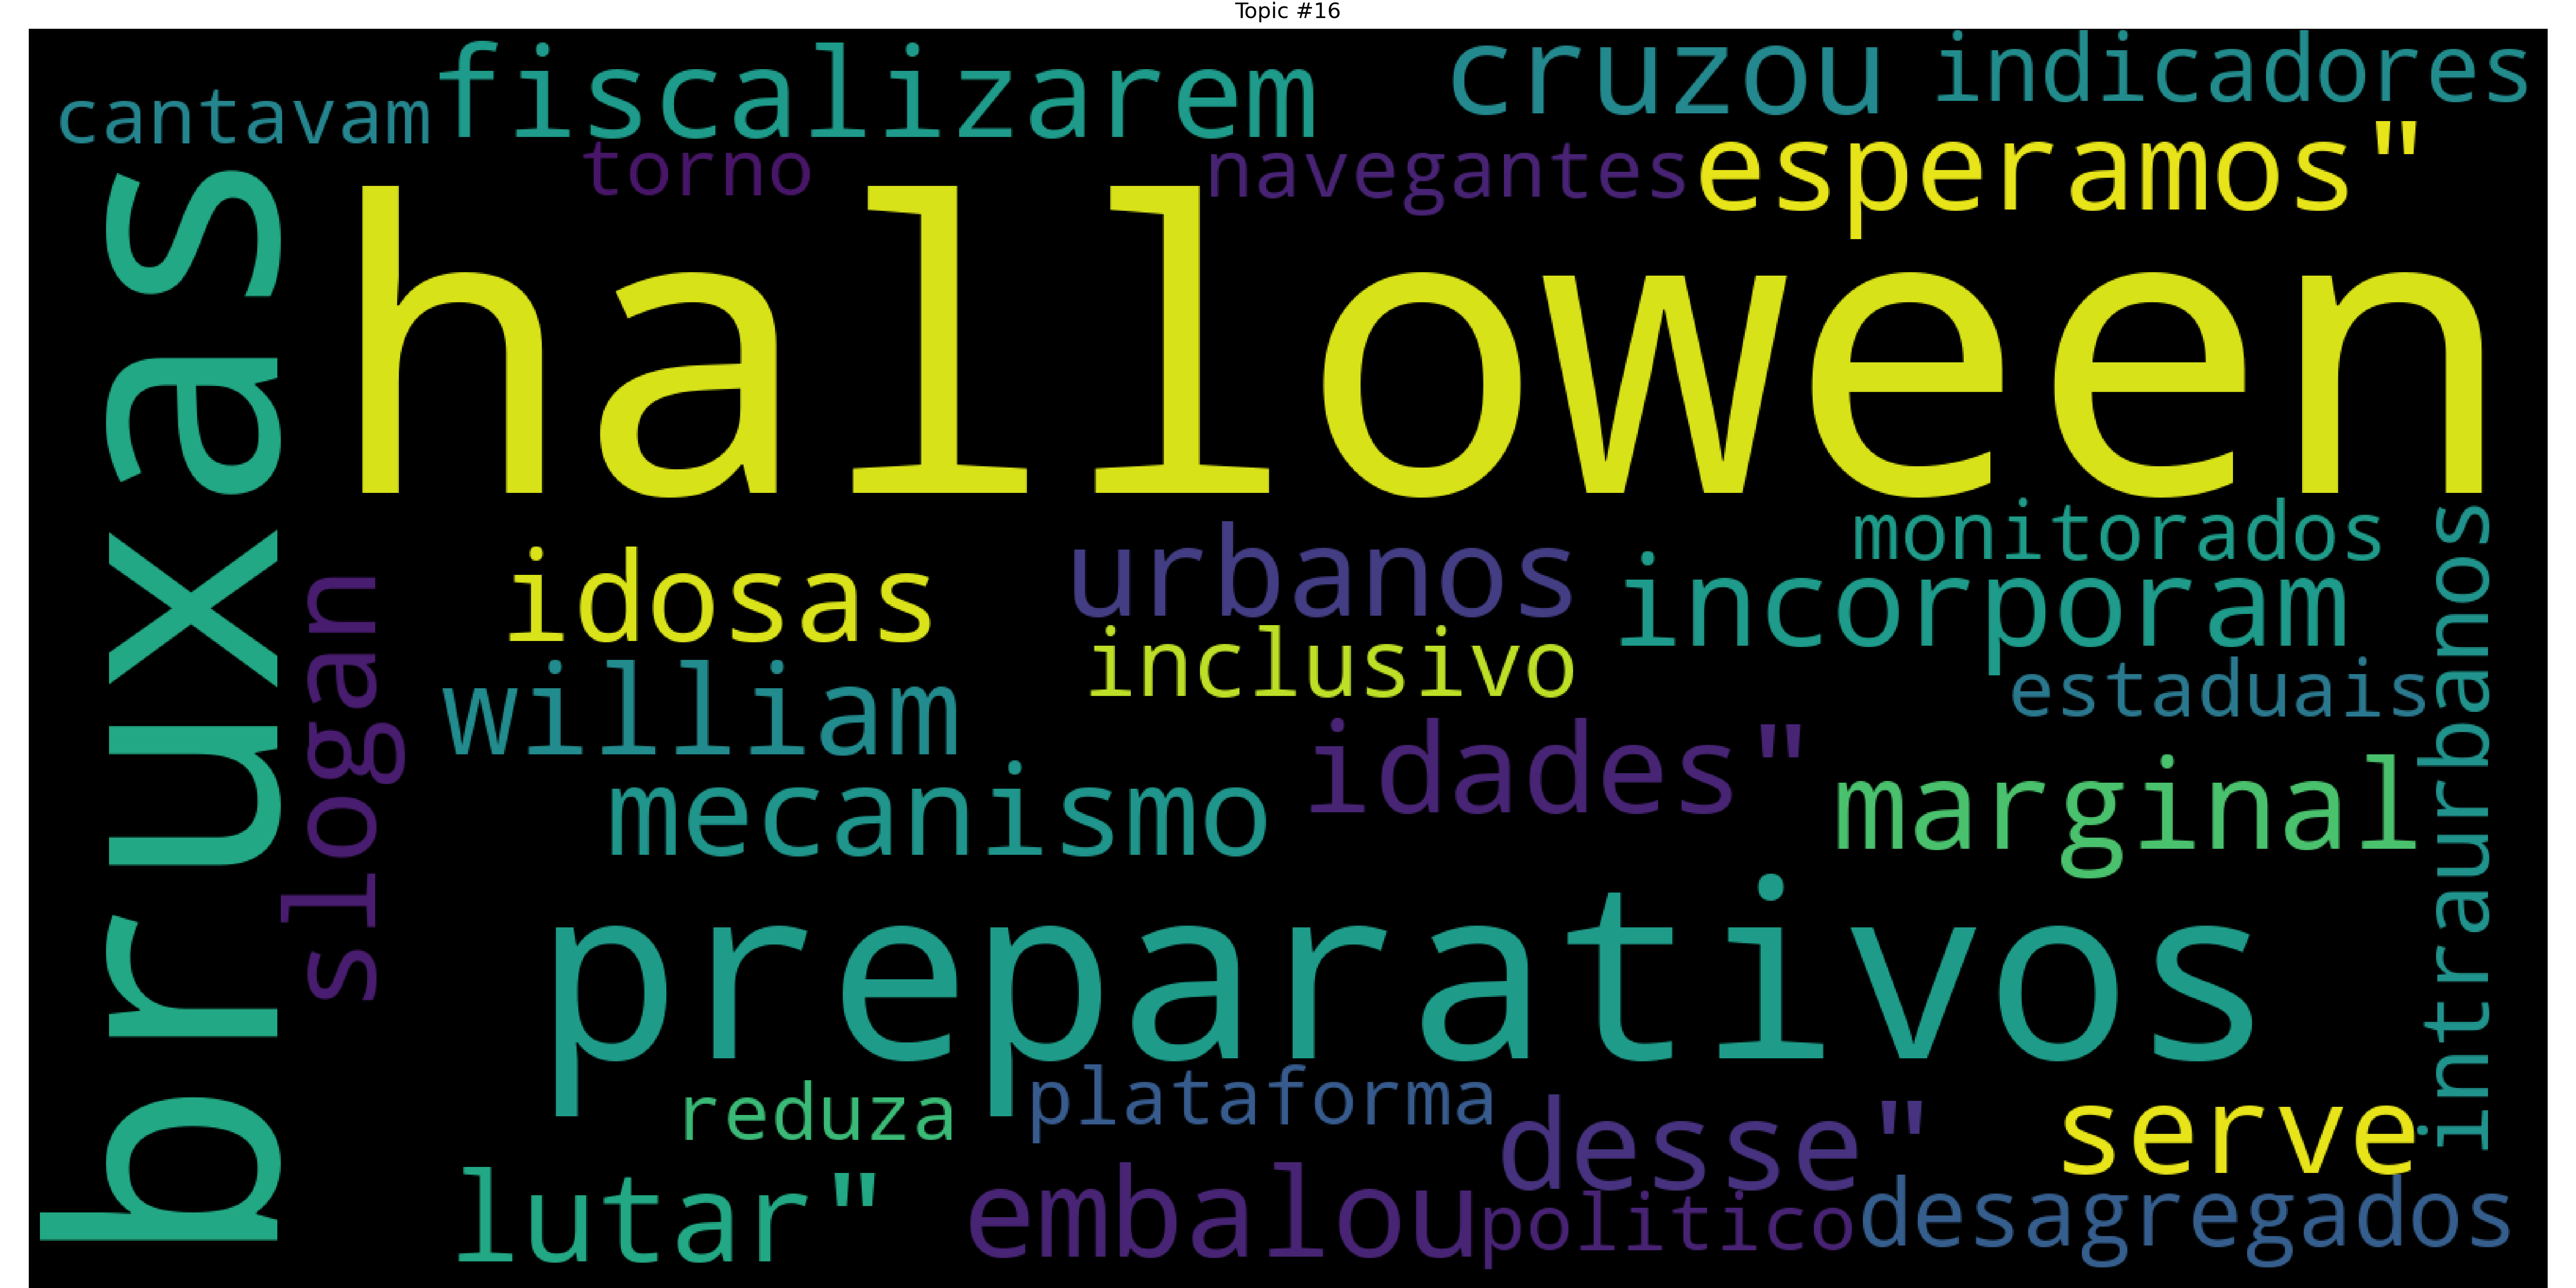 Topic #16
cantavam fiscalizarem cruzou indicadores
torno navegantes esperamos"
bruxas
halloween
slogan
idosas urbanos monitorados
incorporam
intraurbanos
inclusivo
william estaduais
mecanismo idades" marginal
preparativos
reduza plataforma desse" serve
lutar" embalou politico desagregados